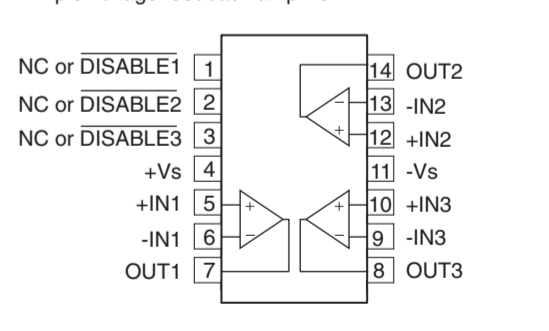 NC or DISABLE1 1 14 OUT2
NC or DISABLE2 2 − 13 -IN2
NC or DISABLE3 3 + 12 +IN2
+Vs 4 11 -Vs
+IN1 5 + + 10 +IN3
-IN1 6 − − 9 -IN3
OUT1 7 8 OUT3